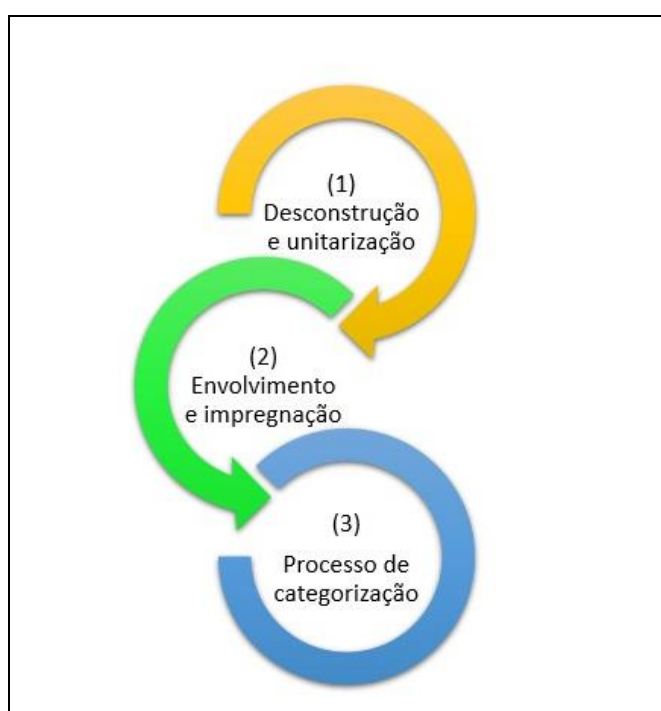 (1)
Desconstrução
e unitarização
(2)
Envolvimento
e impregnação
(3)
Processo de
categorização